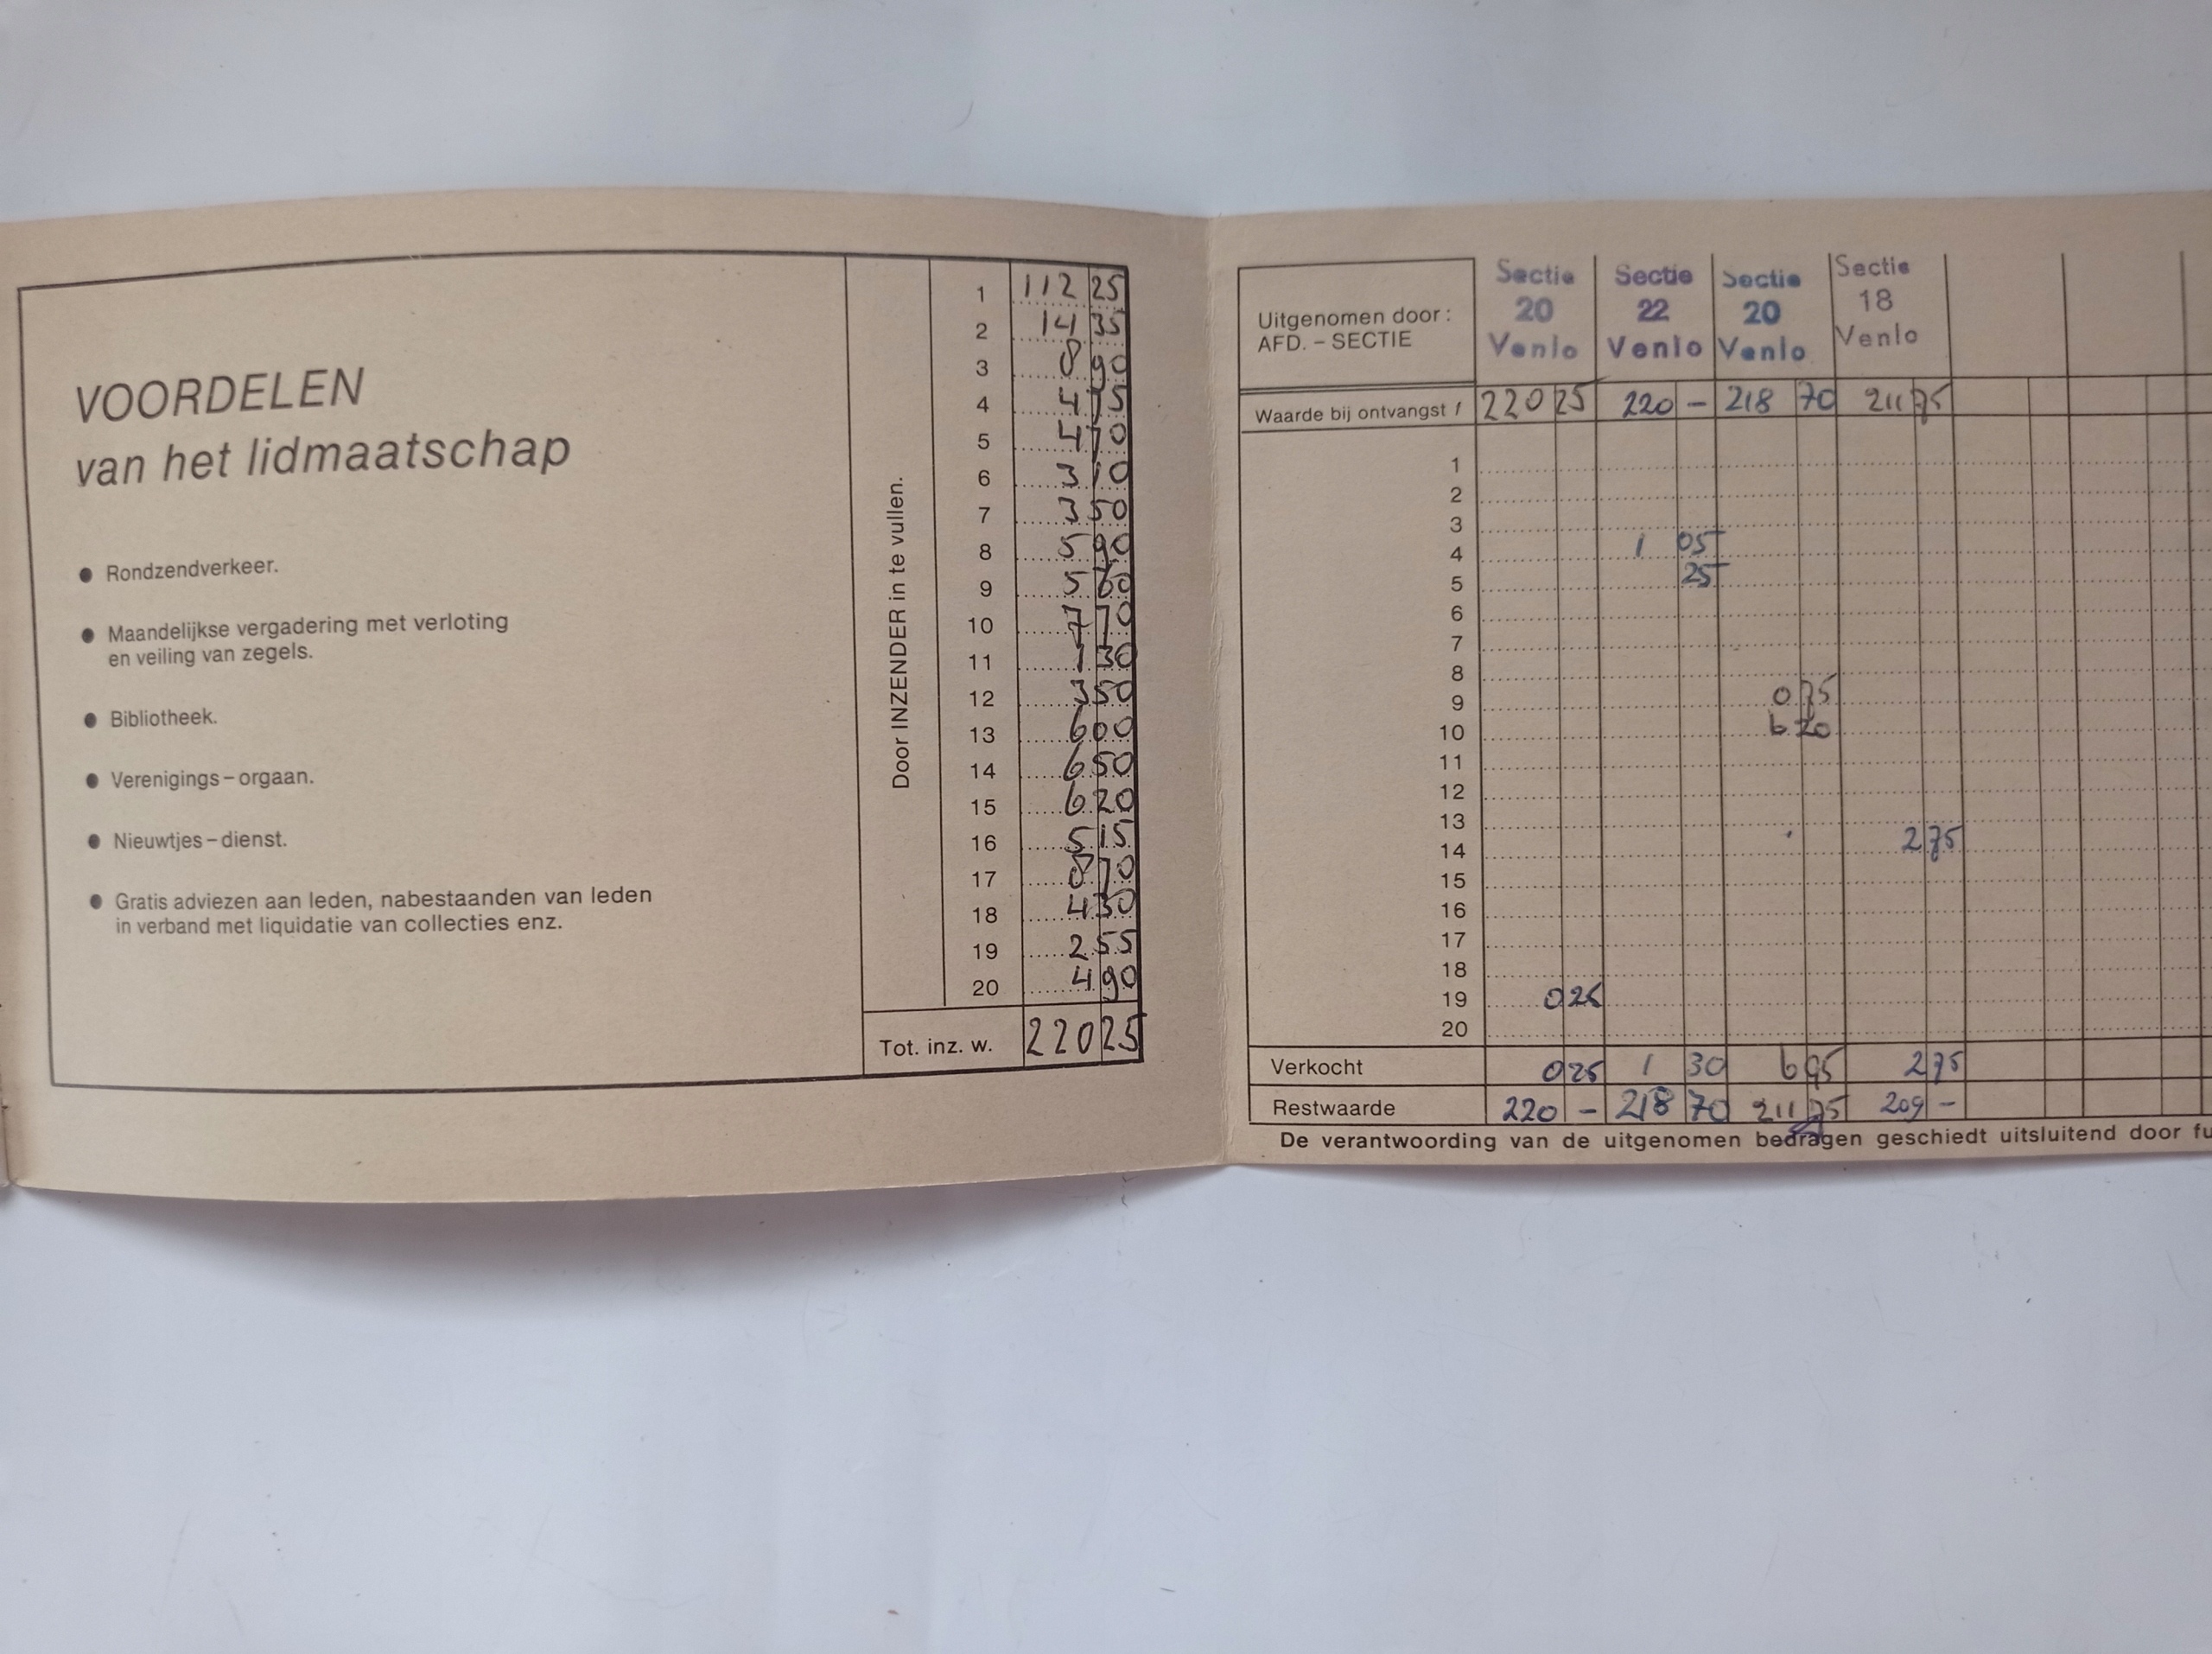 VOORDELEN
van het lidmaatschap
● Rondzendverkeer.
● Maandelijkse vergadering met verloting
en veiling van zegels.
● Bibliotheek.
● Verenigings-orgaan.
● Nieuwtjes-dienst.
● Gratis adviezen aan leden, nabestaanden van leden
in verband met liquidatie van collecties enz.
Door INZENDER in te vullen.
1 112 25
2 14 35
3 8 90
4 4 75
5 4 70
6 3 10
7 3 50
8 5 90
9 5 60
10 7 70
11 1 30
12 3 50
13 6 00
14 6 50
15 6 20
16 5 15
17 8 70
18 4 50
19 2 55
20 4 90
Tot. inz. w. 220 25
Uitgenomen door:
AFD. – SECTIE
Sectie 20 Venlo
Sectie 22 Venlo
Sectie 20 Venlo
Sectie 18 Venlo
Waarde bij ontvangst f 220 25 220 – 218 70 211 75
1
2
3
4 1 05
5 25
6
7
8
9 0 75
10 6 20
11
12
13
14 2 75
15
16
17
18
19 0 25
20
Verkocht 0 25 1 30 6 95 2 75
Restwaarde 220 – 218 70 211 75 209 –
De verantwoording van de uitgenomen bedragen geschiedt uitsluitend door fu